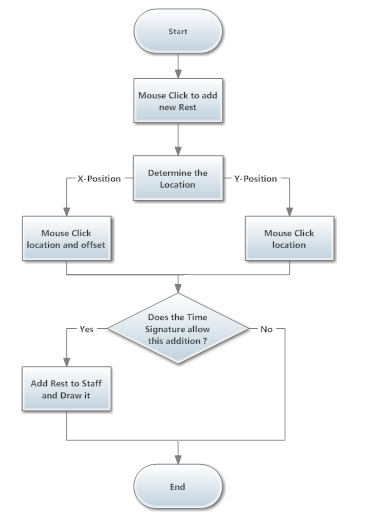 Start
Mouse Click to add
new Rest
Determine the
Location
X-Position
Y-Position
Mouse Click
location and offset
Mouse Click
location
Does the Time
Signature allow
this addition ?
Yes
No
Add Rest to Staff
and Draw it
End